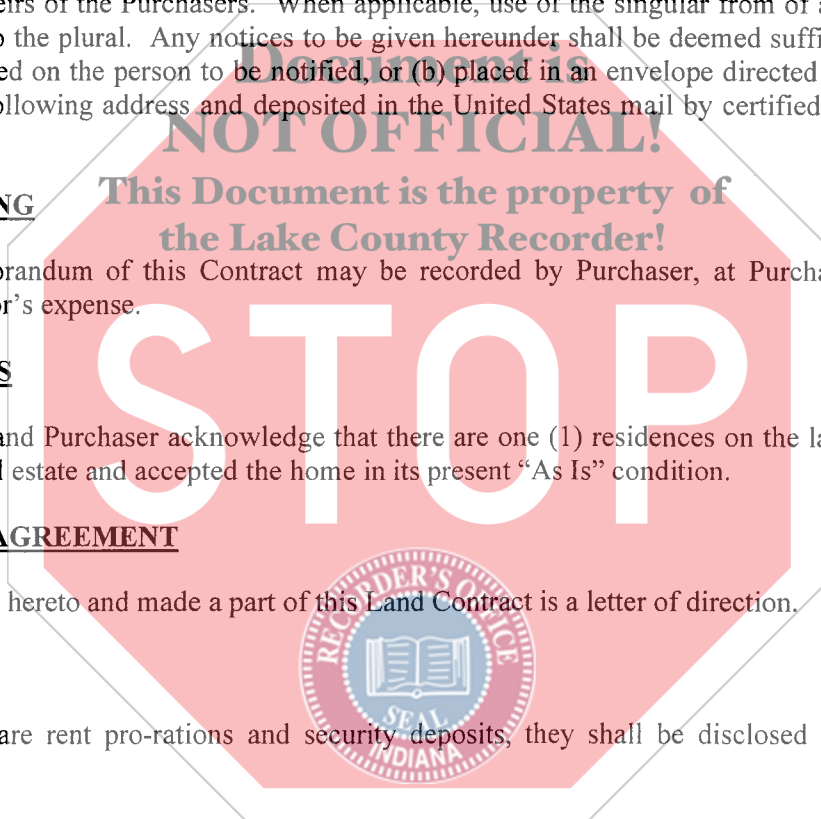 eirs of the Purchasers. When applicable, use of the singular from of a
o the plural. Any notices to be given hereunder shall be deemed suffi
Document is
ed on the person to be notified, or (b) placed in an envelope directed
ollowing address and deposited in the United States mail by certified
NOT OFFICIAL!
This Document is the property of
NG
the Lake County Recorder!
orandum of this Contract may be recorded by Purchaser, at Purcha
or's expense.
STOP
S
and Purchaser acknowledge that there are one (1) residences on the la
l estate and accepted the home in its present “As Is” condition.
AGREEMENT
RECORDER'S OFFICE
hereto and made a part of this Land Contract is a letter of direction.
SEAL
INDIANA
are rent pro-rations and security deposits, they shall be disclosed